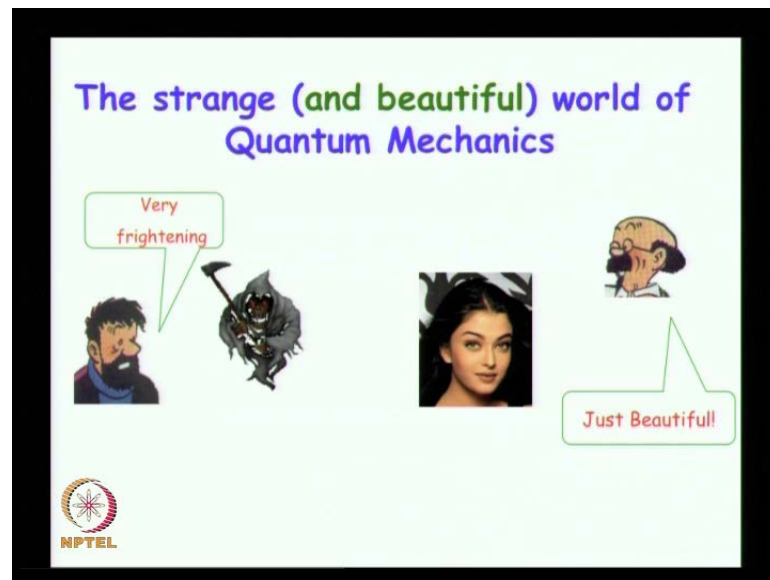 The strange (and beautiful) world of
Quantum Mechanics
Very
frightening
Just Beautiful!
NPTEL